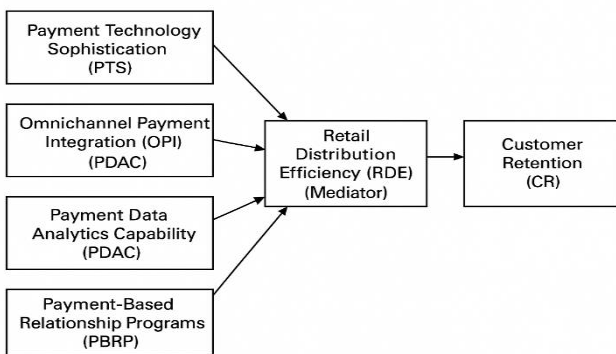 Payment Technology
Sophistication
(PTS)
Omnichannel Payment
Integration (OPI)
(PDAC)
Payment Data
Analytics Capability
(PDAC)
Payment-Based
Relationship Programs
(PBRP)
Retail
Distribution
Efficiency (RDE)
(Mediator)
Customer
Retention
(CR)